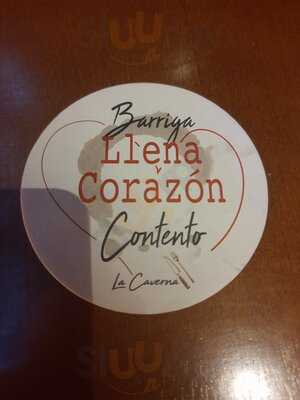 Barriga
Llena
y
Corazón
Contento
La Caverna